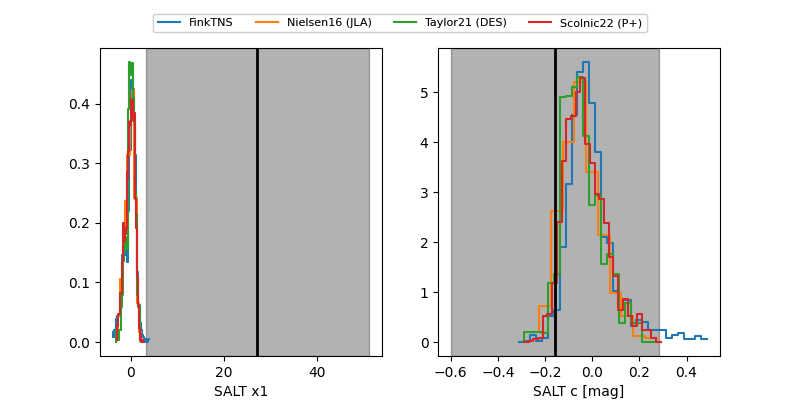 FinkTNS Nielsen16 (JLA) Taylor21 (DES) Scolnic22 (P+)
0.4
0.3
0.2
0.1
0.0
0 20 40
SALT x1
5
4
3
2
1
0
−0.6 −0.4 −0.2 0.0 0.2 0.4
SALT c [mag]